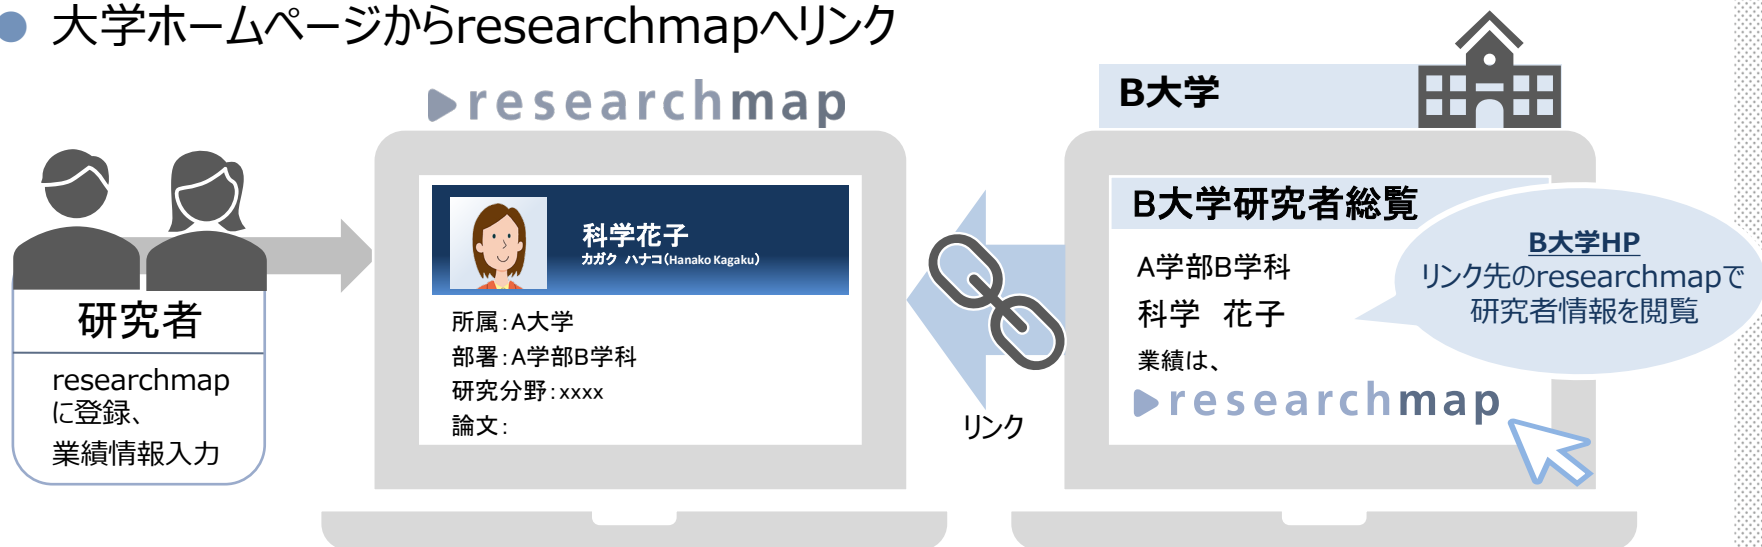 大学ホームページからresearchmapへリンク
researchmap
科学花子
カガク ハナコ(Hanako Kagaku)
所属:A大学
部署:A学部B学科
研究分野:xxxx
論文:
研究者
researchmap
に登録、
業績情報入力
リンク
B大学
B大学研究者総覧
A学部B学科
科学 花子
業績は、
researchmap
B大学HP
リンク先のresearchmapで
研究者情報を閲覧